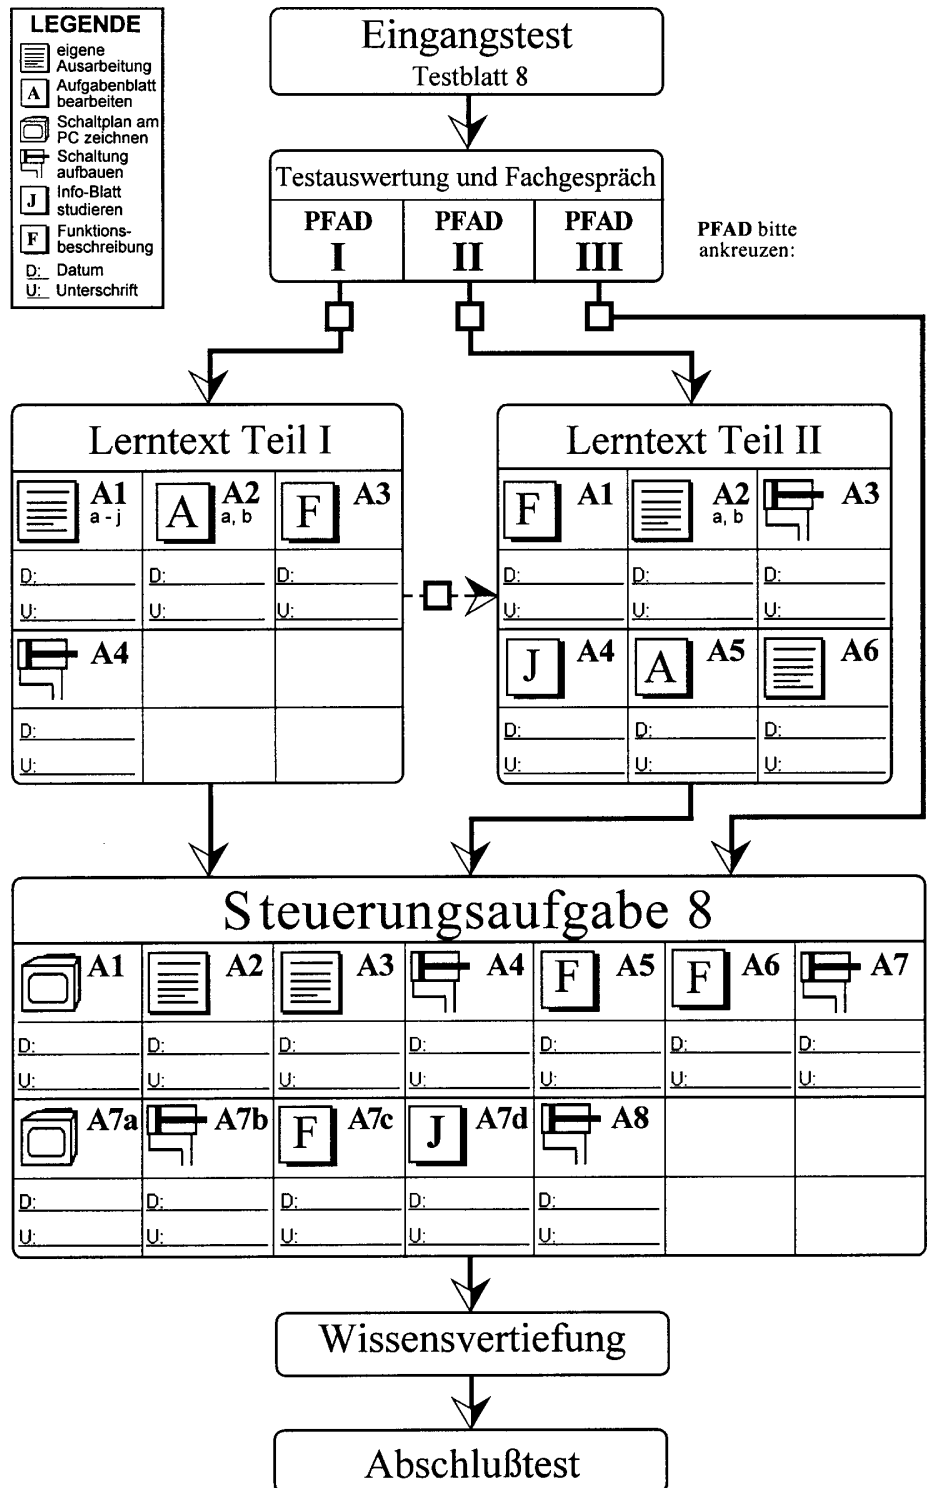 LEGENDE
eigene
Ausarbeitung
A Aufgabenblatt
bearbeiten
Schaltplan am
PC zeichnen
Schaltung
aufbauen
J Info-Blatt
studieren
F Funktions-
beschreibung
D: Datum
U: Unterschrift
Eingangstest
Testblatt 8
Testauswertung und Fachgespräch
PFAD PFAD PFAD
I II III
PFAD bitte
ankreuzen:
Lerntext Teil I
A1 A A2 F A3
a - j a, b
D: D: D:
U: U: U:
A4
D:
U:
Lerntext Teil II
F A1 A2 A3
a, b
D: D: D:
U: U: U:
J A4 A A5 A6
D: D: D:
U: U: U:
Steuerungsaufgabe 8
A1 A2 A3 A4 F A5 F A6 A7
D: D: D: D: D: D: D:
U: U: U: U: U: U: U:
A7a A7b F A7c J A7d A8
D: D: D: D: D:
U: U: U: U: U:
Wissensvertiefung
Abschlußtest